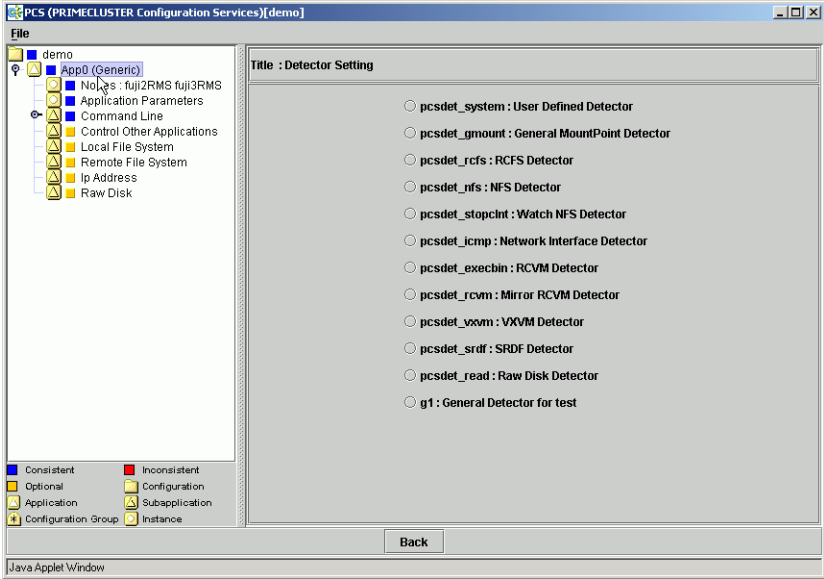 PCS (PRIMECLUSTER Configuration Services)[demo]
File
demo
App0 (Generic)
Nodes : fuji2RMS fuji3RMS
Application Parameters
Command Line
Control Other Applications
Local File System
Remote File System
Ip Address
Raw Disk
Consistent
Inconsistent
Optional
Configuration
Application
Subapplication
Configuration Group
Instance
Title : Detector Setting
pcsdet_system : User Defined Detector
pcsdet_gmount : General MountPoint Detector
pcsdet_rcfs : RCFS Detector
pcsdet_nfs : NFS Detector
pcsdet_stopclnt : Watch NFS Detector
pcsdet_icmp : Network Interface Detector
pcsdet_execbin : RCVM Detector
pcsdet_rcvm : Mirror RCVM Detector
pcsdet_vxvm : VXVM Detector
pcsdet_srdf : SRDF Detector
pcsdet_read : Raw Disk Detector
g1 : General Detector for test
Back
Java Applet Window